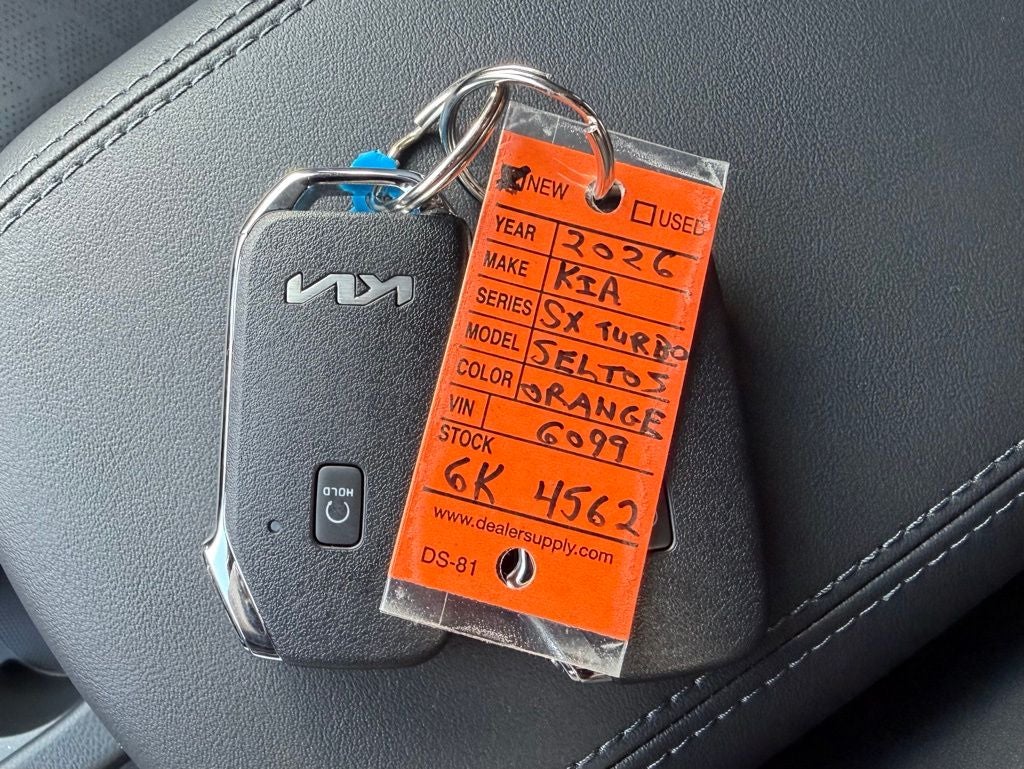 KIA
HOLD
NEW
USED
YEAR 2026
MAKE KIA
SERIES SX TURBO
MODEL SELTOS
COLOR ORANGE
VIN 6099
STOCK
6K 4562
www.dealersupply.com
DS-81